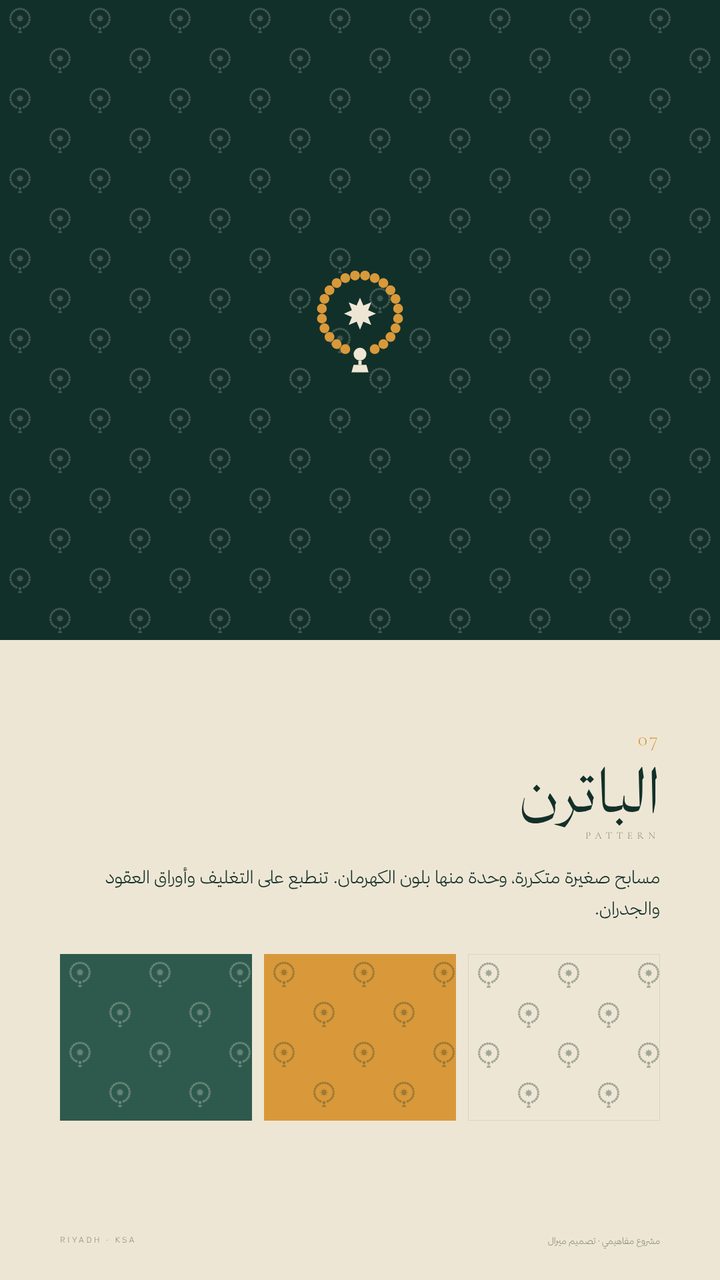 07
الباترن
PATTERN
مسابح صغيرة متكررة، وحدة منها بلون الكهرمان. تنطبع على التغليف وأوراق العقود
والجدران.
مشروع مفاهيمي · تصميم ميرال
RIYADH · KSA